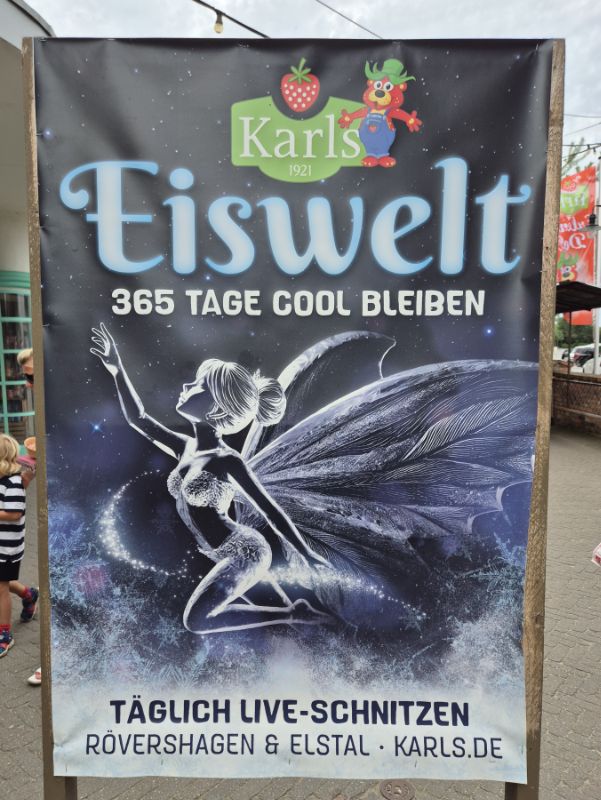 Karls
1921
Eiswelt
365 TAGE COOL BLEIBEN
TÄGLICH LIVE-SCHNITZEN
RÖVERSHAGEN & ELSTAL · KARLS.DE